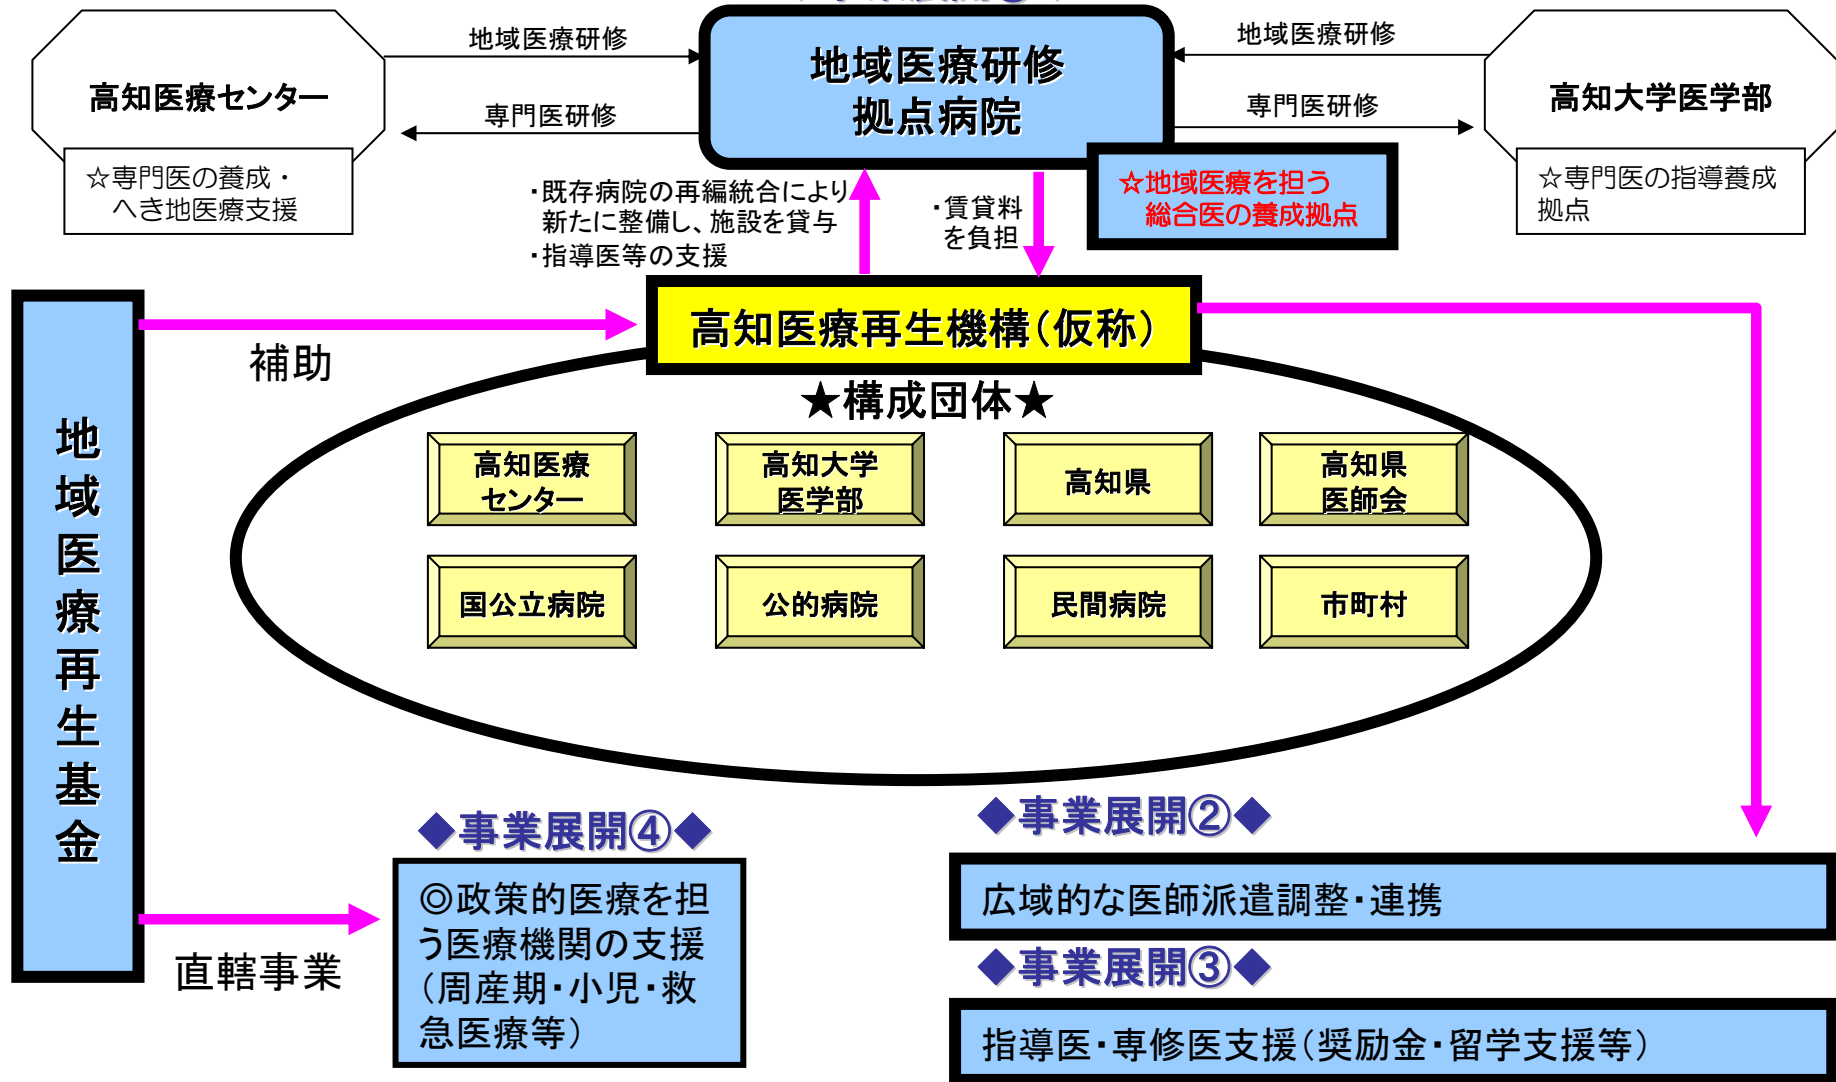 地域医療研修
地域医療研修
地域医療研修
拠点病院
高知医療センター
高知大学医学部
専門医研修
専門医研修
☆専門医の養成・
へき地医療支援
☆地域医療を担う
総合医の養成拠点
☆専門医の指導養成
拠点
・既存病院の再編統合により
新たに整備し、施設を貸与
・指導医等の支援
・賃貸料
を負担
高知医療再生機構(仮称)
補助
★構成団体★
地域医療再生基金
高知医療
センター
高知大学
医学部
高知県
高知県
医師会
国公立病院
公的病院
民間病院
市町村
◆事業展開④◆
◎政策的医療を担
う医療機関の支援
(周産期・小児・救
急医療等)
直轄事業
◆事業展開②◆
広域的な医師派遣調整・連携
◆事業展開③◆
指導医・専修医支援(奨励金・留学支援等)